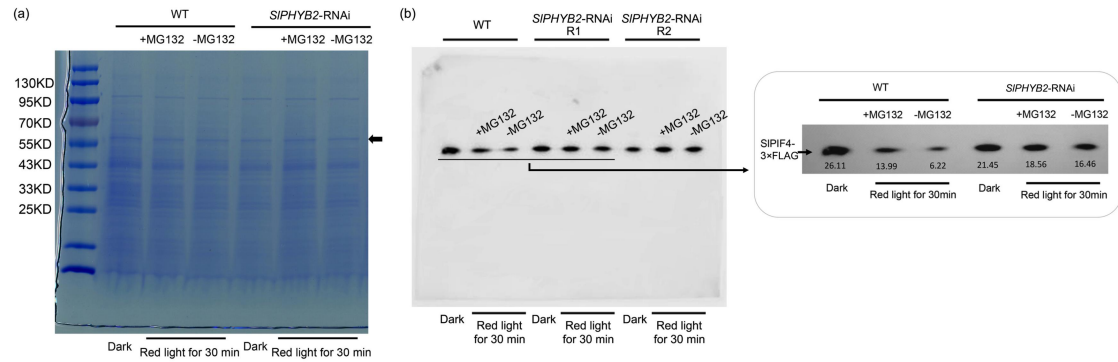 (a)
WT
SlPHYB2-RNAi
+MG132 -MG132
+MG132 -MG132
130KD
95KD
70KD
55KD
43KD
33KD
25KD
Dark
Red light for 30 min
Dark
Red light for 30 min
(b)
WT
SlPHYB2-RNAi
R1
SlPHYB2-RNAi
R2
+MG132
-MG132
+MG132
-MG132
+MG132
-MG132
Dark
Red light
for 30 min
Dark
Red light
for 30 min
Dark
Red light
for 30 min
WT
SlPHYB2-RNAi
+MG132
-MG132
+MG132
-MG132
SlPIF4-
3×FLAG
26.11
13.99
6.22
21.45
18.56
16.46
Dark
Red light for 30min
Dark
Red light for 30min